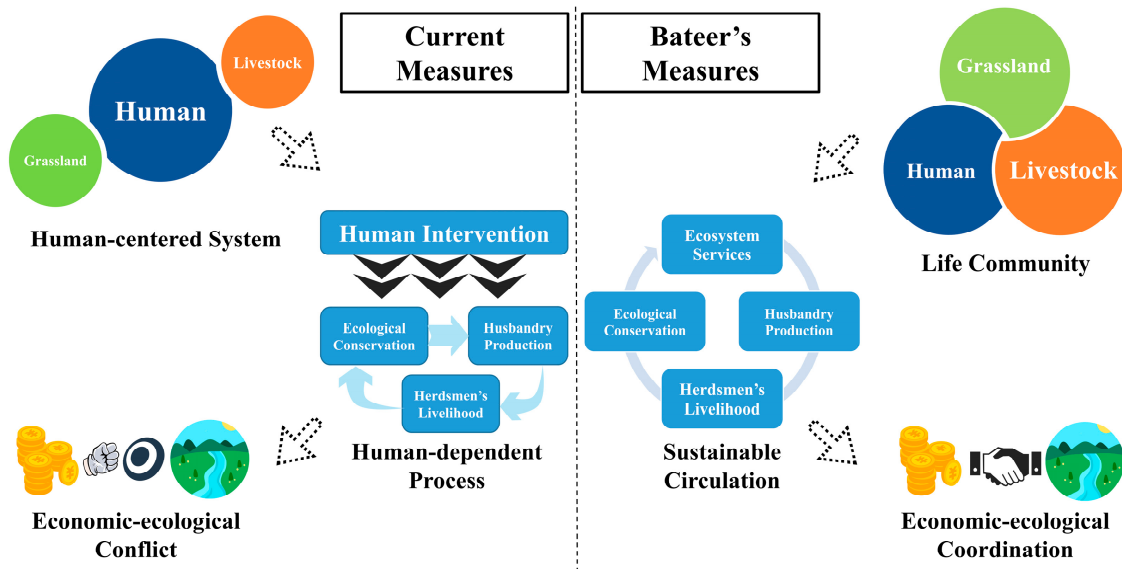 Current
Measures
Human
Livestock
Grassland
Human-centered System
Human Intervention
Ecological
Conservation
Husbandry
Production
Herdsmen's
Livelihood
Human-dependent
Process
Economic-ecological
Conflict
Bateer's
Measures
Grassland
Human
Livestock
Life Community
Ecosystem
Services
Ecological
Conservation
Husbandry
Production
Herdsmen's
Livelihood
Sustainable
Circulation
Economic-ecological
Coordination